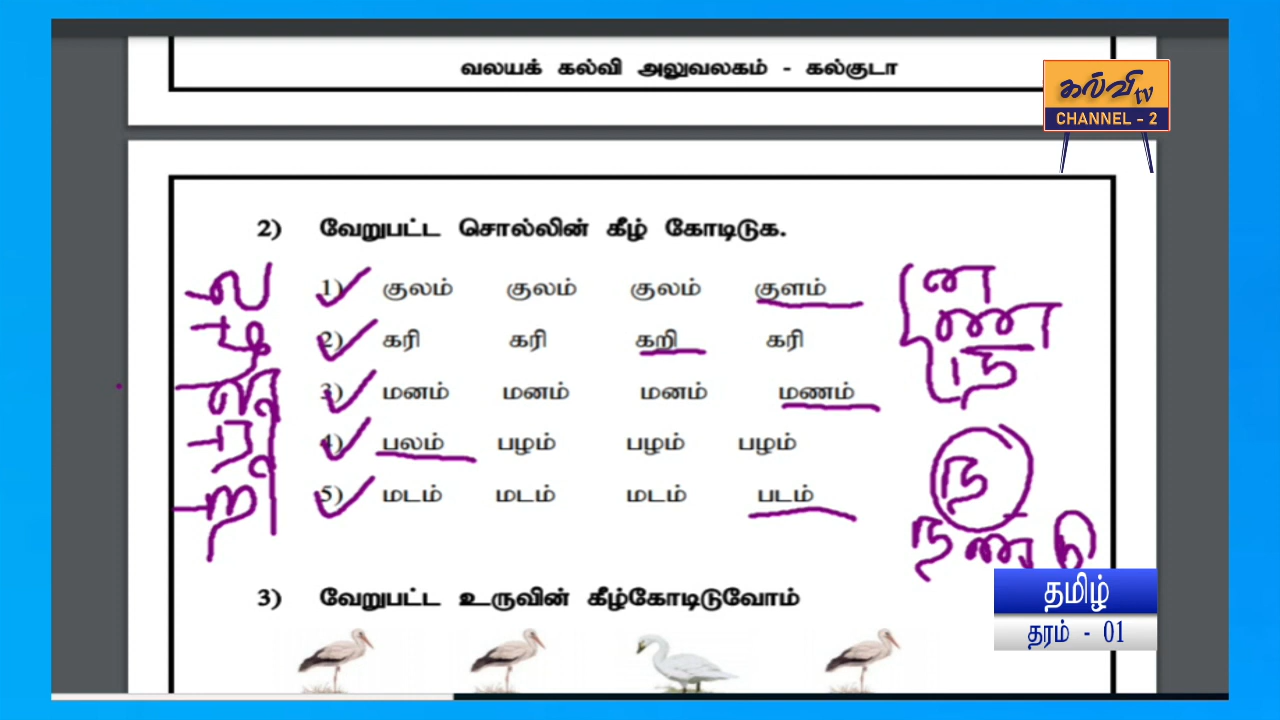 வலயக் கல்வி அலுவலகம் - கல்குடா
கல்வி tv
CHANNEL - 2
2) வேறுபட்ட சொல்லின் கீழ் கோடிடுக.
1) குலம் குலம் குலம் குளம்
2) கரி கரி கறி கரி
3) மனம் மனம் மனம் மணம்
4) பலம் பழம் பழம் பழம்
5) மடம் மடம் மடம் படம்
ல
ழ
ள
ர
ற
ன
ண
ந
ந
3) வேறுபட்ட உருவின் கீழ்கோடிடுவோம்
தமிழ்
தரம் - 01